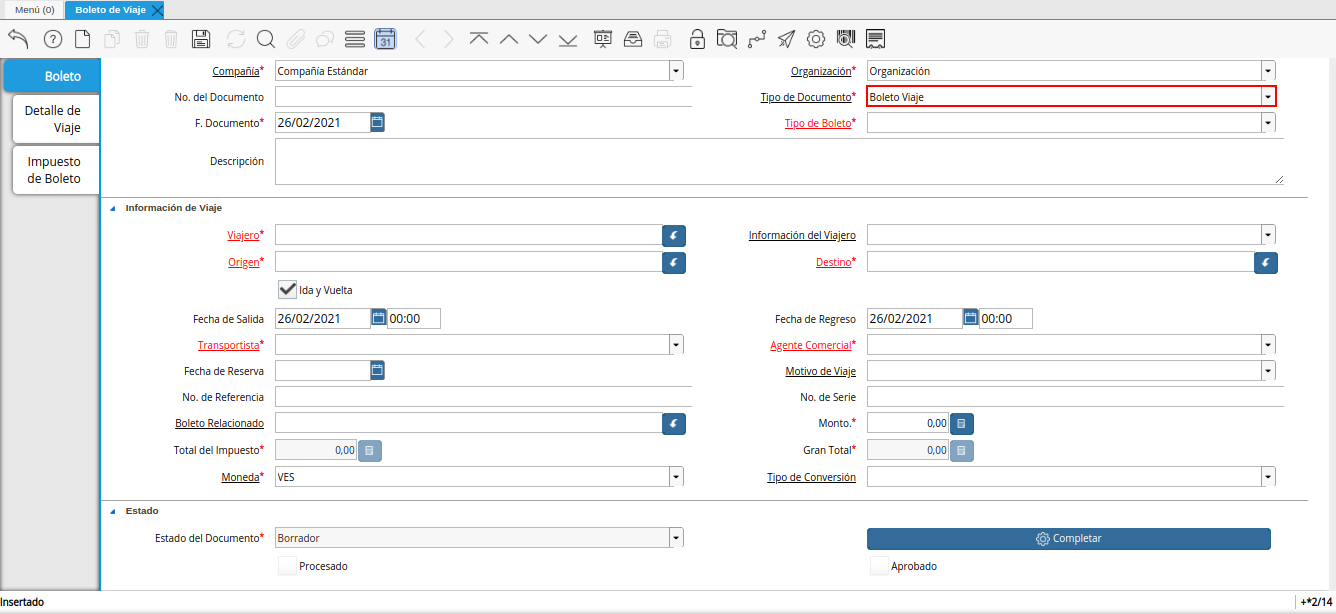 Menú (0) Boleto de Viaje
31
Boleto
Detalle de
Viaje
Impuesto
de Boleto
Compañía* Compañía Estándar Organización* Organización
No. del Documento Tipo de Documento* Boleto Viaje
F. Documento* 26/02/2021 Tipo de Boleto*
Descripción
Información de Viaje
Viajero* Información del Viajero
Origen* Destino*
Ida y Vuelta
Fecha de Salida 26/02/2021 00:00 Fecha de Regreso 26/02/2021 00:00
Transportista* Agente Comercial*
Fecha de Reserva Motivo de Viaje
No. de Referencia No. de Serie
Boleto Relacionado Monto.* 0,00
Total del Impuesto* 0,00 Gran Total* 0,00
Moneda* VES Tipo de Conversión
Estado
Estado del Documento* Borrador Completar
Procesado Aprobado
Insertado +*2/14